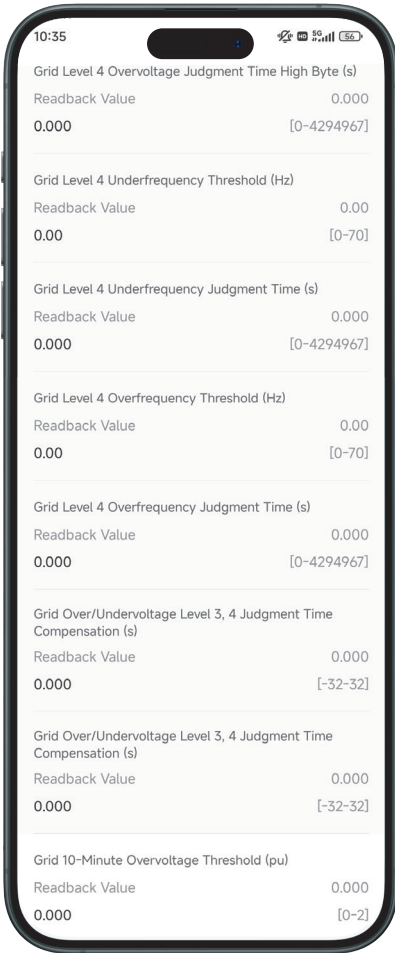 10:35
HD 5G 56
Grid Level 4 Overvoltage Judgment Time High Byte (s)
Readback Value 0.000
0.000 [0-4294967]
Grid Level 4 Underfrequency Threshold (Hz)
Readback Value 0.00
0.00 [0-70]
Grid Level 4 Underfrequency Judgment Time (s)
Readback Value 0.000
0.000 [0-4294967]
Grid Level 4 Overfrequency Threshold (Hz)
Readback Value 0.00
0.00 [0-70]
Grid Level 4 Overfrequency Judgment Time (s)
Readback Value 0.000
0.000 [0-4294967]
Grid Over/Undervoltage Level 3, 4 Judgment Time
Compensation (s)
Readback Value 0.000
0.000 [-32-32]
Grid Over/Undervoltage Level 3, 4 Judgment Time
Compensation (s)
Readback Value 0.000
0.000 [-32-32]
Grid 10-Minute Overvoltage Threshold (pu)
Readback Value 0.000
0.000 [0-2]